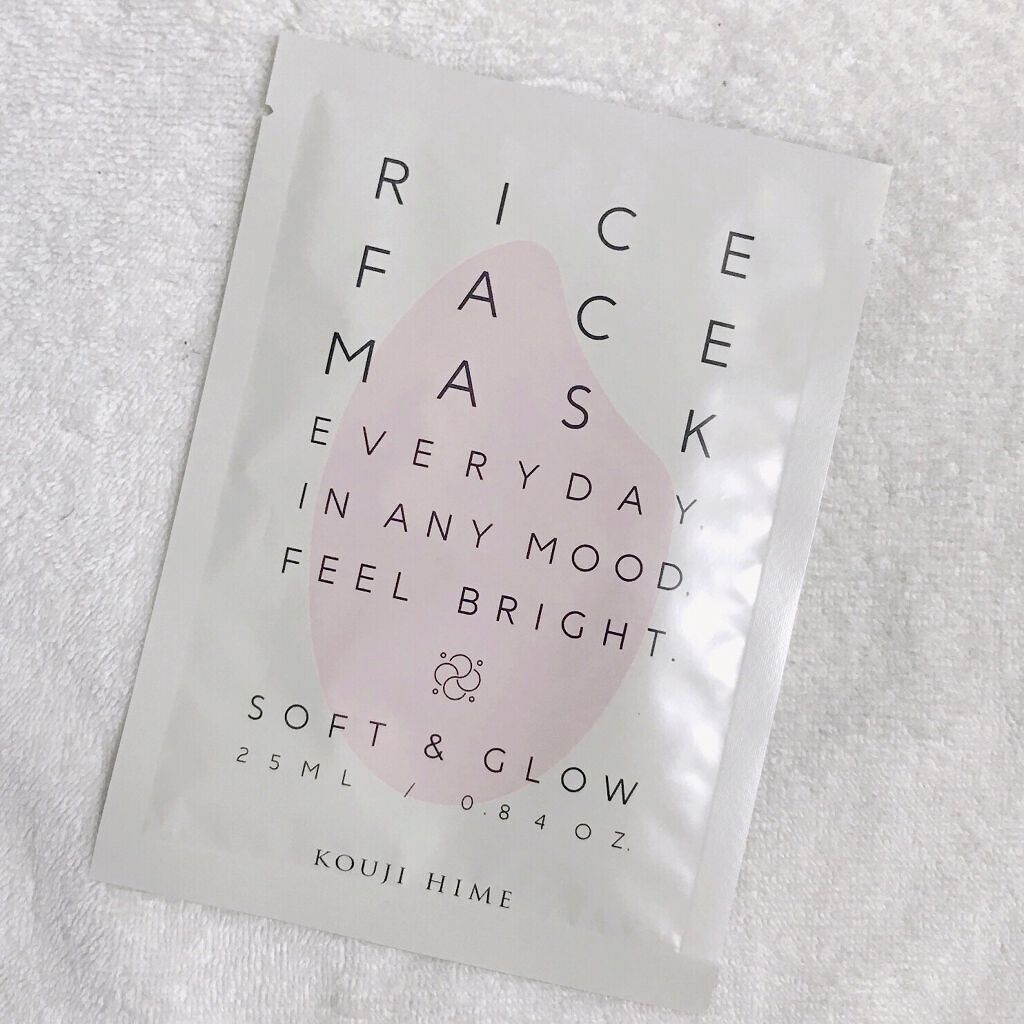 RICE
FACE
MASK
EVERYDAY.
IN ANY MOOD.
FEEL BRIGHT.
SOFT & GLOW
25ML / 0.84OZ.
KOUJI HIME